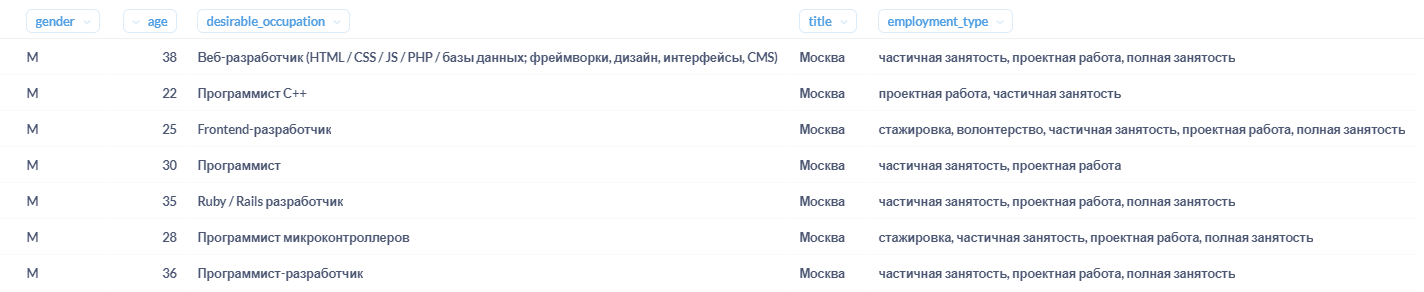 gender age desirable_occupation title employment_type
M 38 Веб-разработчик (HTML / CSS / JS / PHP / базы данных; фреймворки, дизайн, интерфейсы, CMS) Москва частичная занятость, проектная работа, полная занятость
M 22 Программист C++ Москва проектная работа, частичная занятость
M 25 Frontend-разработчик Москва стажировка, волонтерство, частичная занятость, проектная работа, полная занятость
M 30 Программист Москва частичная занятость, проектная работа
M 35 Ruby / Rails разработчик Москва частичная занятость, проектная работа, полная занятость
M 28 Программист микроконтроллеров Москва стажировка, частичная занятость, проектная работа, полная занятость
M 36 Программист-разработчик Москва частичная занятость, проектная работа, полная занятость